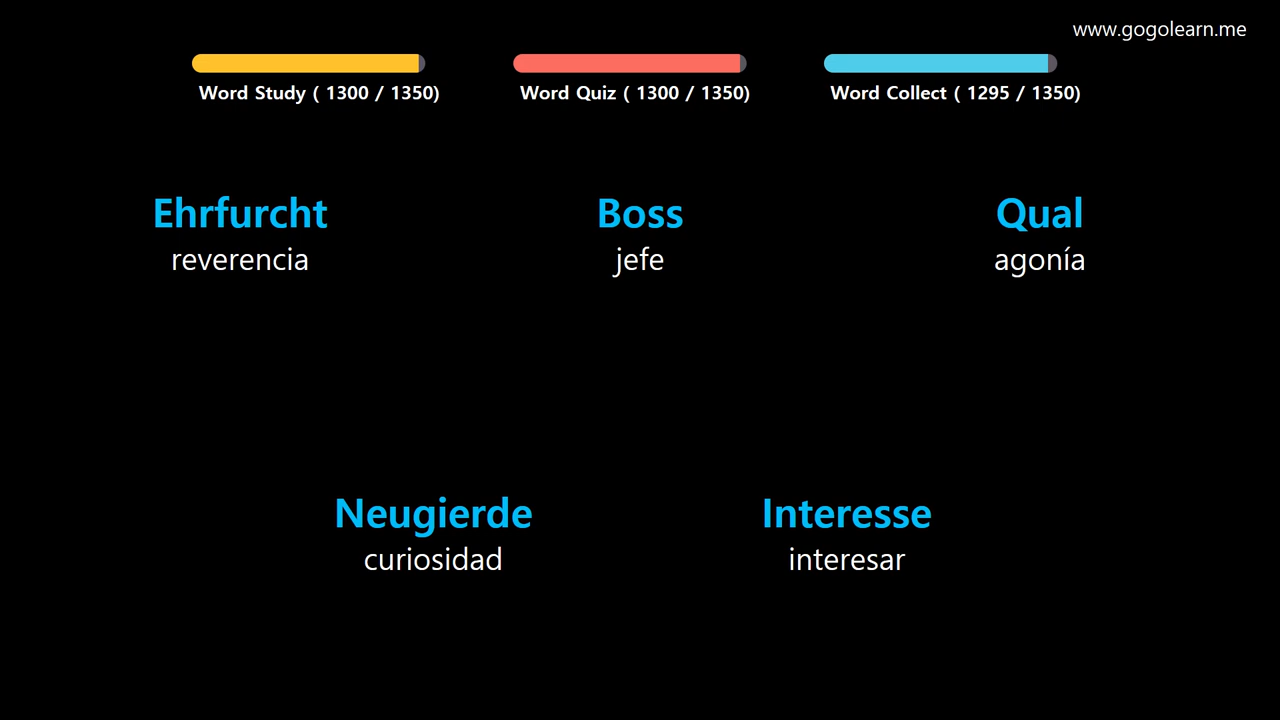 www.gogolearn.me
Word Study ( 1300 / 1350)
Word Quiz ( 1300 / 1350)
Word Collect ( 1295 / 1350)
Ehrfurcht
reverencia
Boss
jefe
Qual
agonía
Neugierde
curiosidad
Interesse
interesar